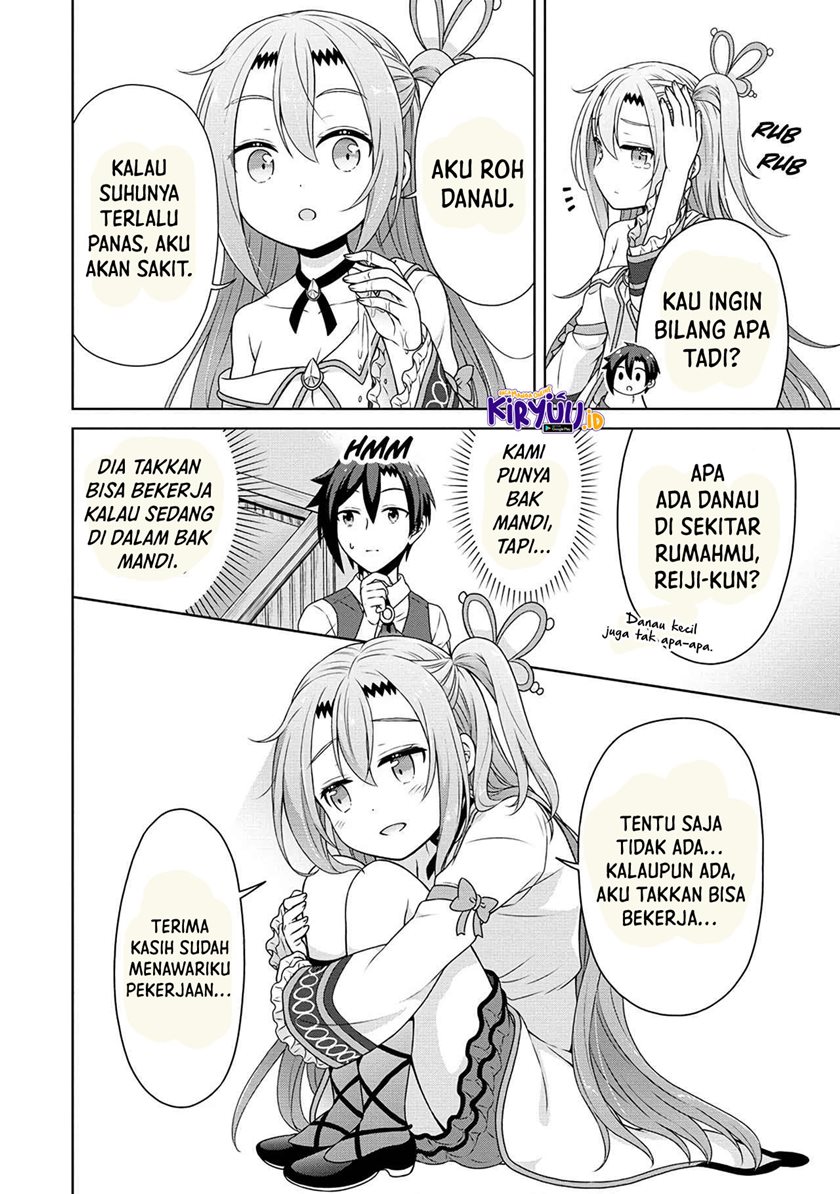 RUB
RUB
KAU INGIN
BILANG APA
TADI?
AKU ROH
DANAU.
KALAU
SUHUNYA
TERLALU
PANAS, AKU
AKAN SAKIT.
KIRYUU.ID
Google Play
APA
ADA DANAU
DI SEKITAR
RUMAHMU,
REIJI-KUN?
Danau kecil
juga tak apa-apa.
KAMI
PUNYA
BAK
MANDI,
TAPI...
HMM
DIA TAKKAN
BISA BEKERJA
KALAU SEDANG
DI DALAM BAK
MANDI.
TENTU SAJA
TIDAK ADA...
KALAUPUN ADA,
AKU TAKKAN BISA
BEKERJA...
TERIMA
KASIH SUDAH
MENAWARIKU
PEKERJAAN...